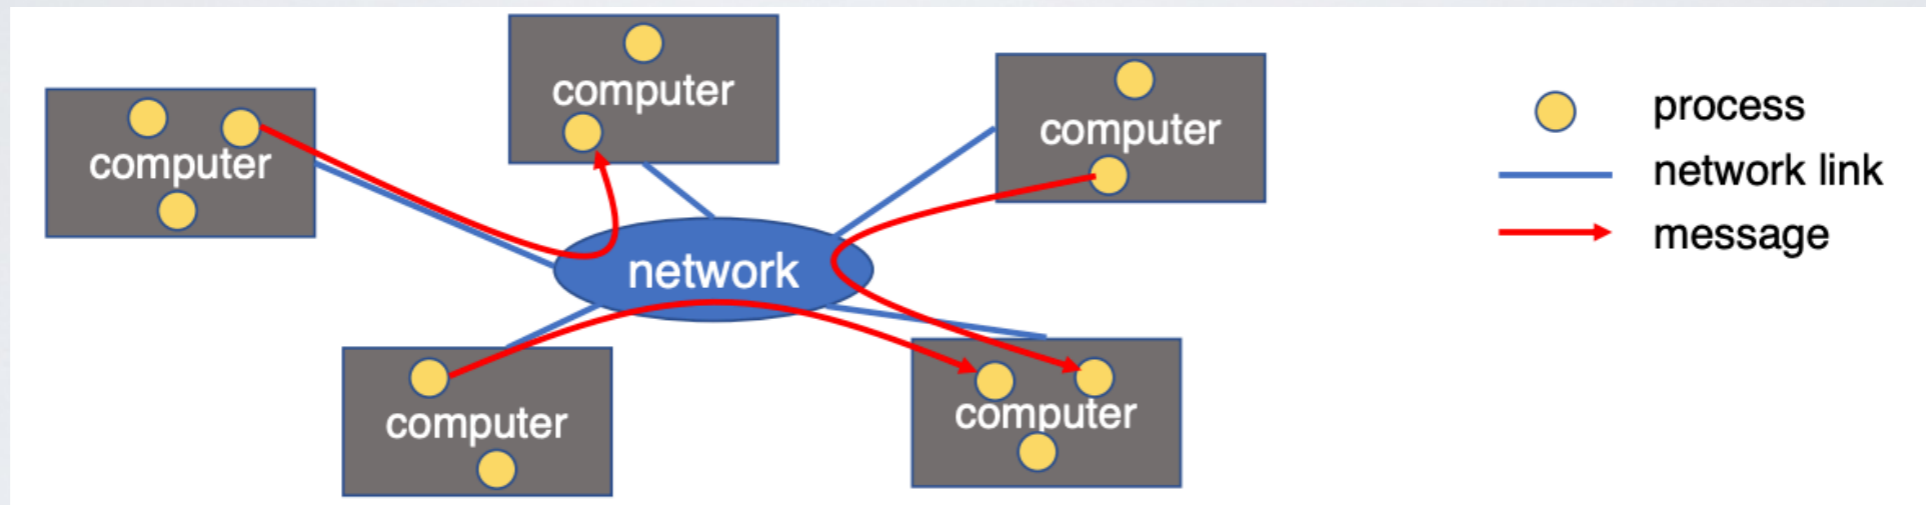 computer
computer
computer
network
computer
computer
process
network link
message